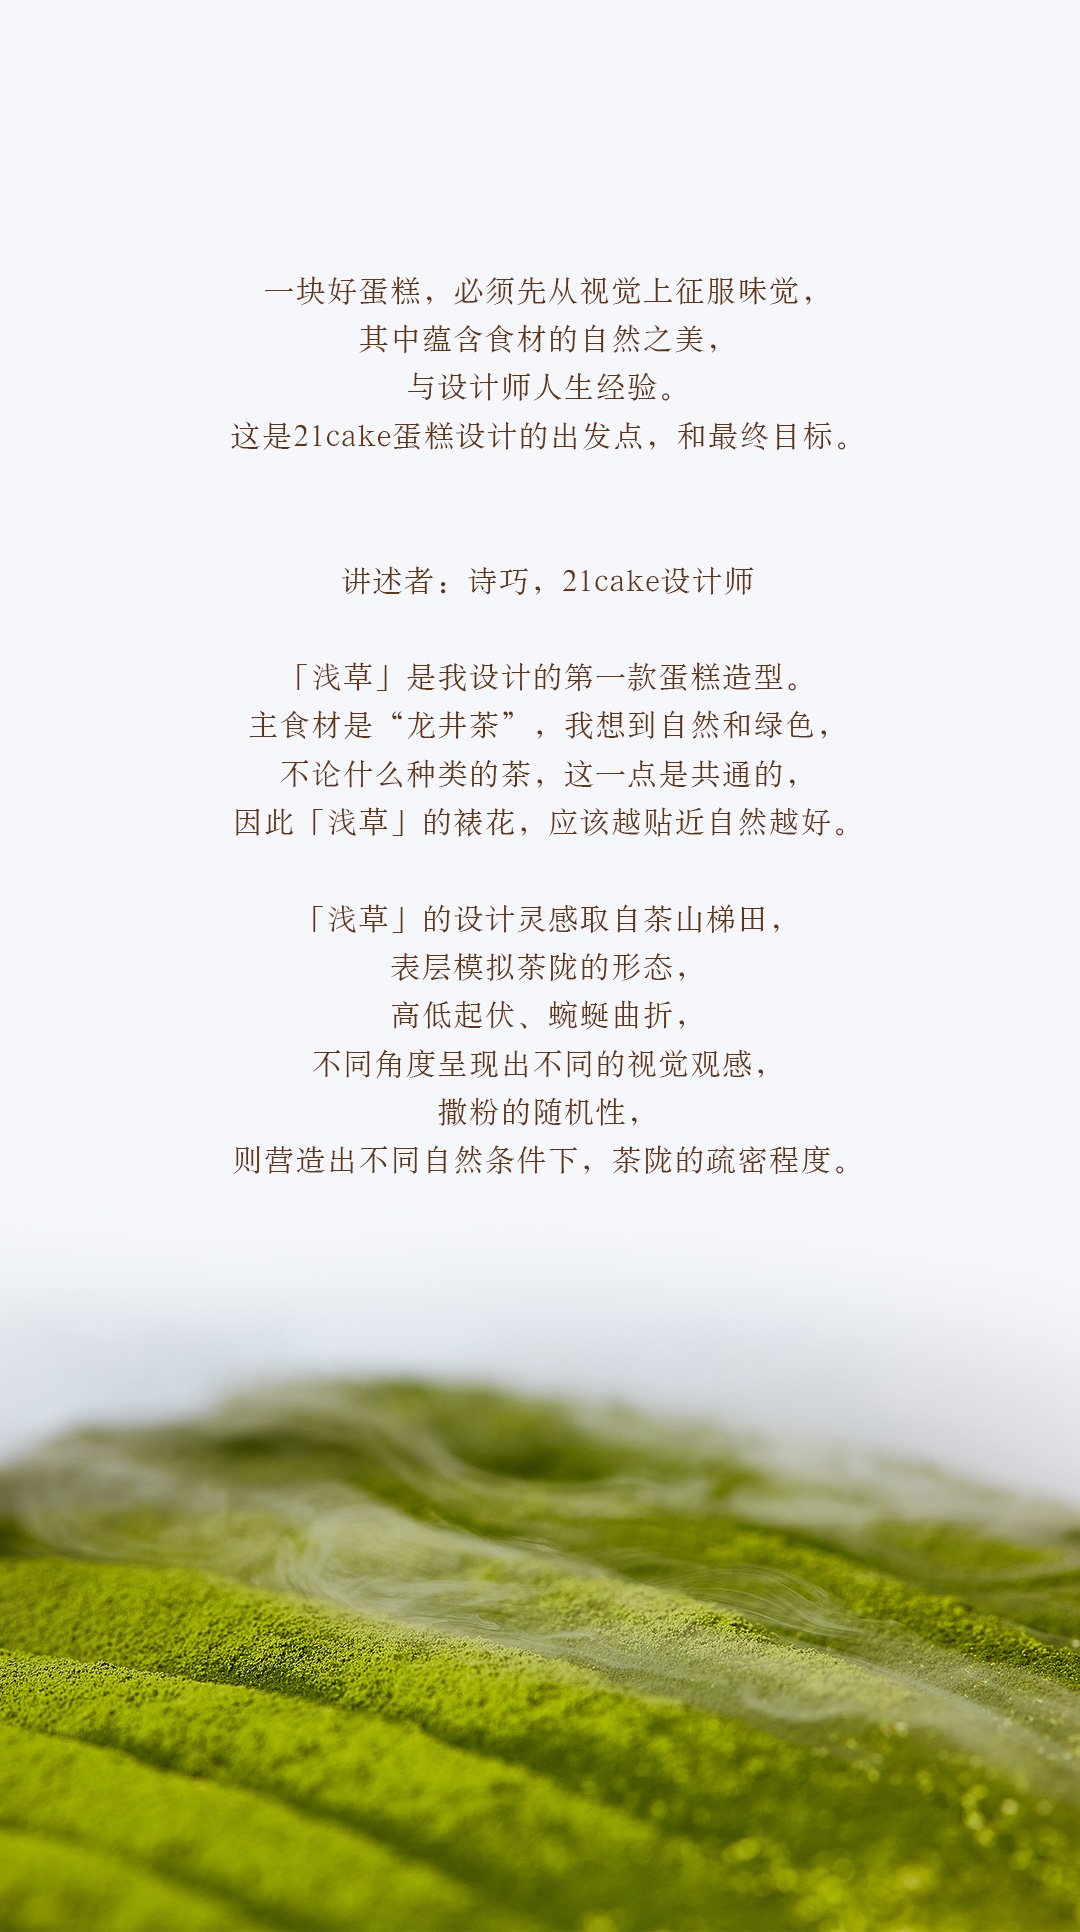 一块好蛋糕，必须先从视觉上征服味觉，
其中蕴含食材的自然之美，
与设计师人生经验。
这是21cake蛋糕设计的出发点，和最终目标。
讲述者：诗巧，21cake设计师
「浅草」是我设计的第一款蛋糕造型。
主食材是“龙井茶”，我想到自然和绿色，
不论什么种类的茶，这一点是共通的，
因此「浅草」的裱花，应该越贴近自然越好。
「浅草」的设计灵感取自茶山梯田，
表层模拟茶陇的形态，
高低起伏、蜿蜒曲折，
不同角度呈现出不同的视觉观感，
撒粉的随机性，
则营造出不同自然条件下，茶陇的疏密程度。